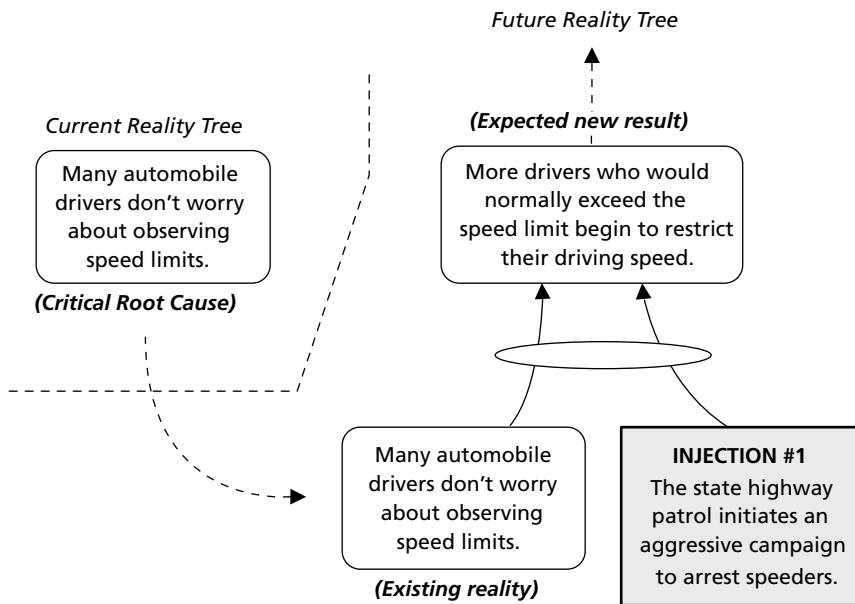 Future Reality Tree
Current Reality Tree
Many automobile
drivers don’t worry
about observing
speed limits.
(Critical Root Cause)
(Expected new result)
More drivers who would
normally exceed the
speed limit begin to restrict
their driving speed.
Many automobile
drivers don’t worry
about observing
speed limits.
(Existing reality)
INJECTION #1
The state highway
patrol initiates an
aggressive campaign
to arrest speeders.